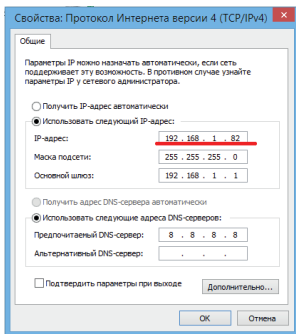 Свойства: Протокол Интернета версии 4 (TCP/IPv4)
Общие
Параметры IP можно назначать автоматически, если сеть
поддерживает эту возможность. В противном случае узнайте
параметры IP у сетевого администратора.
Получить IP-адрес автоматически
Использовать следующий IP-адрес:
IP-адрес: 192 . 168 . 1 . 82
Маска подсети: 255 . 255 . 255 . 0
Основной шлюз: 192 . 168 . 1 . 1
Получить адрес DNS-сервера автоматически
Использовать следующие адреса DNS-серверов:
Предпочитаемый DNS-сервер: 8 . 8 . 8 . 8
Альтернативный DNS-сервер: . . .
Подтвердить параметры при выходе
Дополнительно...
OK Отмена